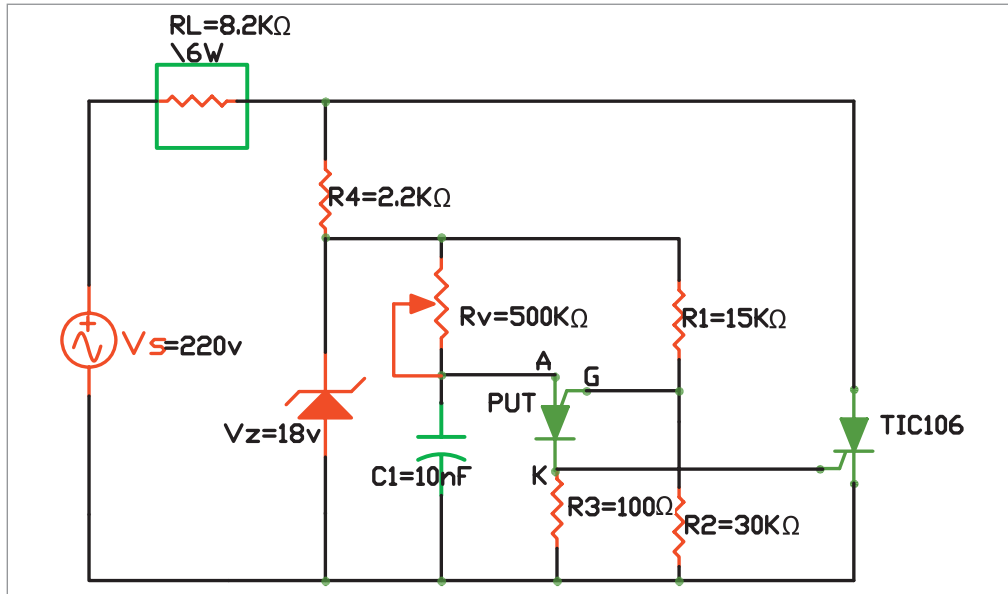 RL=8.2KΩ
\6W
R4=2.2KΩ
Rv=500KΩ
R1=15KΩ
+
Vs=220v
A
G
PUT
TIC106
Vz=18v
C1=10nF
K
R3=100Ω
R2=30KΩ